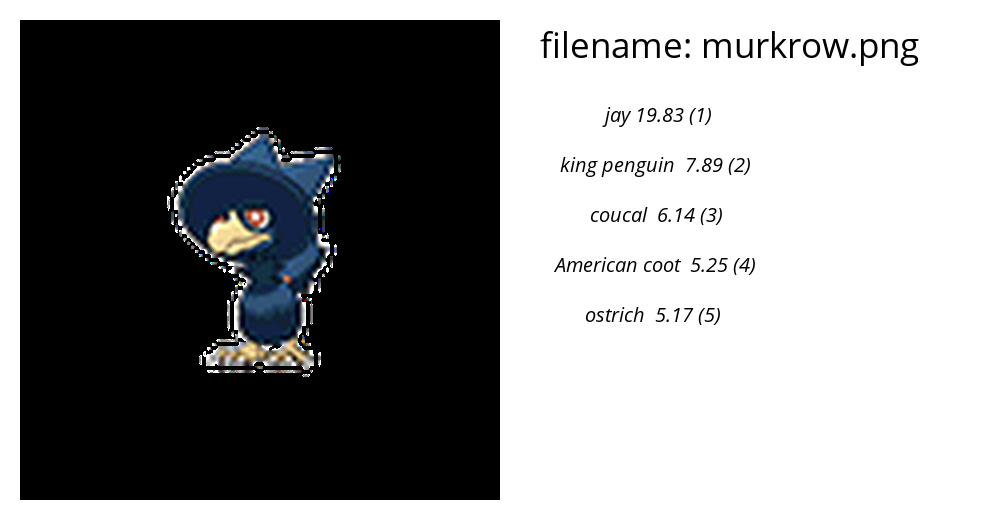 filename: murkrow.png
jay 19.83 (1)
king penguin 7.89 (2)
coucal 6.14 (3)
American coot 5.25 (4)
ostrich 5.17 (5)